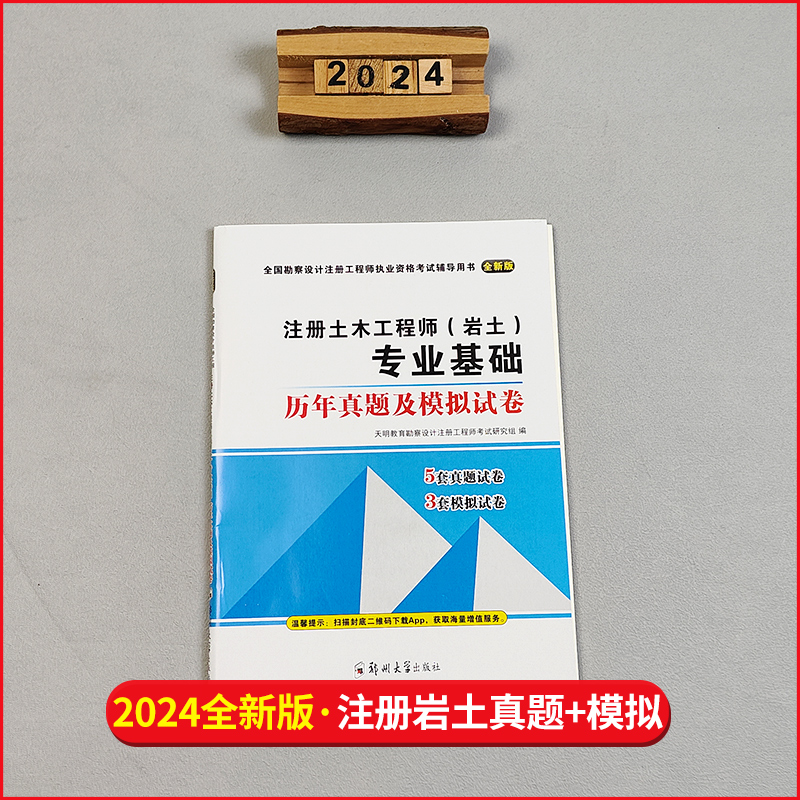 2024
全国勘察设计注册工程师执业资格考试辅导用书 全新版
注册土木工程师（岩土）
专业基础
历年真题及模拟试卷
天明教育勘察设计注册工程师考试研究组 编
5套真题试卷
3套模拟试卷
温馨提示：扫描封底二维码下载App，获取海量增值服务。
郑州大学出版社
2024全新版·注册岩土真题+模拟